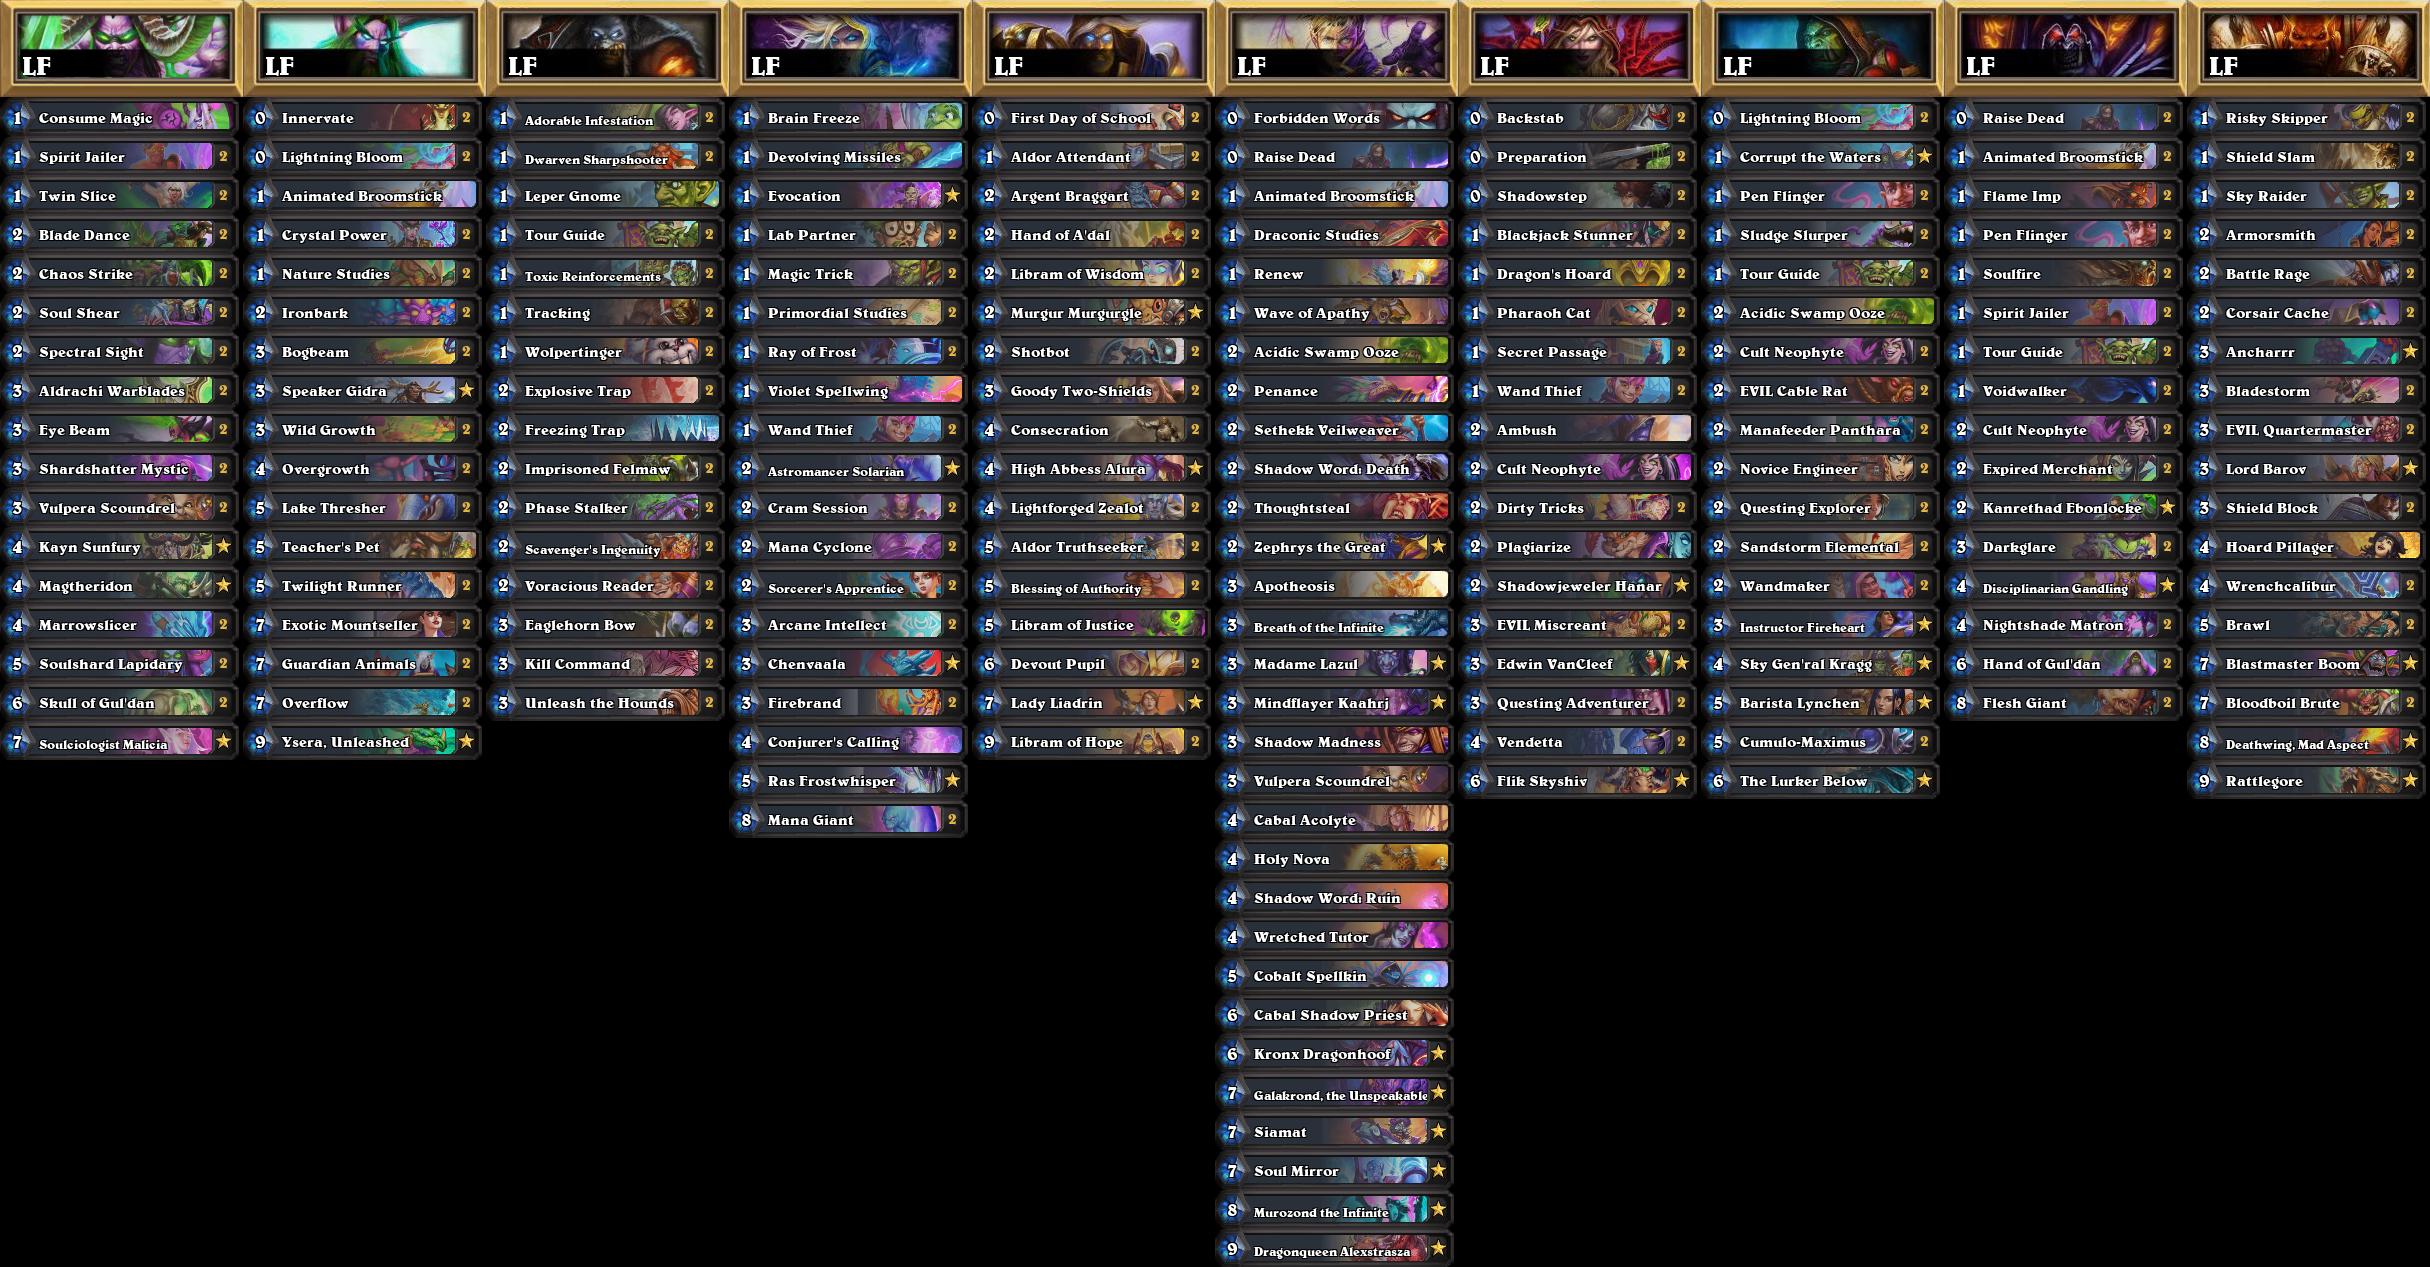 LF
1 Consume Magic
1 Spirit Jailer 2
1 Twin Slice 2
2 Blade Dance 2
2 Chaos Strike 2
2 Soul Shear 2
2 Spectral Sight 2
3 Aldrachi Warblades 2
3 Eye Beam 2
3 Shardshatter Mystic 2
3 Vulpera Scoundrel 2
4 Kayn Sunfury
4 Magtheridon
4 Marrowslicer 2
5 Soulshard Lapidary 2
6 Skull of Gul'dan 2
7 Soulciologist Malicia
LF
0 Innervate 2
0 Lightning Bloom 2
1 Animated Broomstick
1 Crystal Power 2
1 Nature Studies 2
2 Ironbark 2
3 Bogbeam 2
3 Speaker Gidra
3 Wild Growth 2
4 Overgrowth 2
5 Lake Thresher 2
5 Teacher's Pet
5 Twilight Runner 2
7 Exotic Mountseller 2
7 Guardian Animals 2
7 Overflow 2
9 Ysera, Unleashed
LF
1 Adorable Infestation 2
1 Dwarven Sharpshooter 2
1 Leper Gnome
1 Tour Guide 2
1 Toxic Reinforcements 2
1 Tracking 2
1 Wolpertinger 2
2 Explosive Trap 2
2 Freezing Trap
2 Imprisoned Felmaw 2
2 Phase Stalker 2
2 Scavenger's Ingenuity 2
2 Voracious Reader 2
3 Eaglehorn Bow 2
3 Kill Command 2
3 Unleash the Hounds 2
LF
1 Brain Freeze
1 Devolving Missiles
1 Evocation
1 Lab Partner 2
1 Magic Trick 2
1 Primordial Studies 2
1 Ray of Frost 2
1 Violet Spellwing
1 Wand Thief 2
2 Astromancer Solarian
2 Cram Session 2
2 Mana Cyclone 2
2 Sorcerer's Apprentice 2
3 Arcane Intellect 2
3 Chenvaala
3 Firebrand 2
4 Conjurer's Calling
5 Ras Frostwhisper
8 Mana Giant 2
LF
0 First Day of School 2
1 Aldor Attendant 2
2 Argent Braggart 2
2 Hand of A'dal 2
2 Libram of Wisdom 2
2 Murgur Murgurgle
2 Shotbot 2
3 Goody Two-Shields 2
4 Consecration 2
4 High Abbess Alura
4 Lightforged Zealot 2
5 Aldor Truthseeker 2
5 Blessing of Authority 2
5 Libram of Justice
6 Devout Pupil 2
7 Lady Liadrin
9 Libram of Hope 2
LF
0 Forbidden Words
0 Raise Dead
1 Animated Broomstick
1 Draconic Studies
1 Renew
1 Wave of Apathy
2 Acidic Swamp Ooze
2 Penance
2 Sethekk Veilweaver
2 Shadow Word: Death
2 Thoughtsteal
2 Zephrys the Great
3 Apotheosis
3 Breath of the Infinite
3 Madame Lazul
3 Mindflayer Kaahrj
3 Shadow Madness
3 Vulpera Scoundrel
4 Cabal Acolyte
4 Holy Nova
4 Shadow Word: Ruin
4 Wretched Tutor
5 Cobalt Spellkin
6 Cabal Shadow Priest
6 Kronx Dragonhoof
7 Galakrond, the Unspeakable
7 Siamat
7 Soul Mirror
8 Murozond the Infinite
9 Dragonqueen Alexstrasza
LF
0 Backstab 2
0 Preparation 2
0 Shadowstep 2
1 Blackjack Stunner 2
1 Dragon's Hoard 2
1 Pharaoh Cat 2
1 Secret Passage 2
1 Wand Thief 2
2 Ambush
2 Cult Neophyte
2 Dirty Tricks 2
2 Plagiarize
2 Shadowjeweler Hanar
3 EVIL Miscreant 2
3 Edwin VanCleef
3 Questing Adventurer 2
4 Vendetta 2
6 Flik Skyshiv
LF
0 Lightning Bloom 2
1 Corrupt the Waters
1 Pen Flinger 2
1 Sludge Slurper 2
1 Tour Guide 2
2 Acidic Swamp Ooze
2 Cult Neophyte 2
2 EVIL Cable Rat 2
2 Manafeeder Panthara 2
2 Novice Engineer 2
2 Questing Explorer 2
2 Sandstorm Elemental 2
2 Wandmaker 2
3 Instructor Fireheart
4 Sky Gen'ral Kragg
5 Barista Lynchen
5 Cumulo-Maximus 2
6 The Lurker Below
LF
0 Raise Dead 2
1 Animated Broomstick 2
1 Flame Imp 2
1 Pen Flinger 2
1 Soulfire 2
1 Spirit Jailer 2
1 Tour Guide 2
1 Voidwalker 2
2 Cult Neophyte 2
2 Expired Merchant 2
2 Kanrethad Ebonlocke
3 Darkglare 2
4 Disciplinarian Gandling
4 Nightshade Matron 2
6 Hand of Gul'dan 2
8 Flesh Giant 2
LF
1 Risky Skipper 2
1 Shield Slam 2
1 Sky Raider 2
2 Armorsmith 2
2 Battle Rage 2
2 Corsair Cache 2
3 Ancharrr
3 Bladestorm 2
3 EVIL Quartermaster 2
3 Lord Barov
3 Shield Block 2
4 Hoard Pillager
4 Wrenchcalibur 2
5 Brawl 2
7 Blastmaster Boom
7 Bloodboil Brute 2
8 Deathwing, Mad Aspect
9 Rattlegore